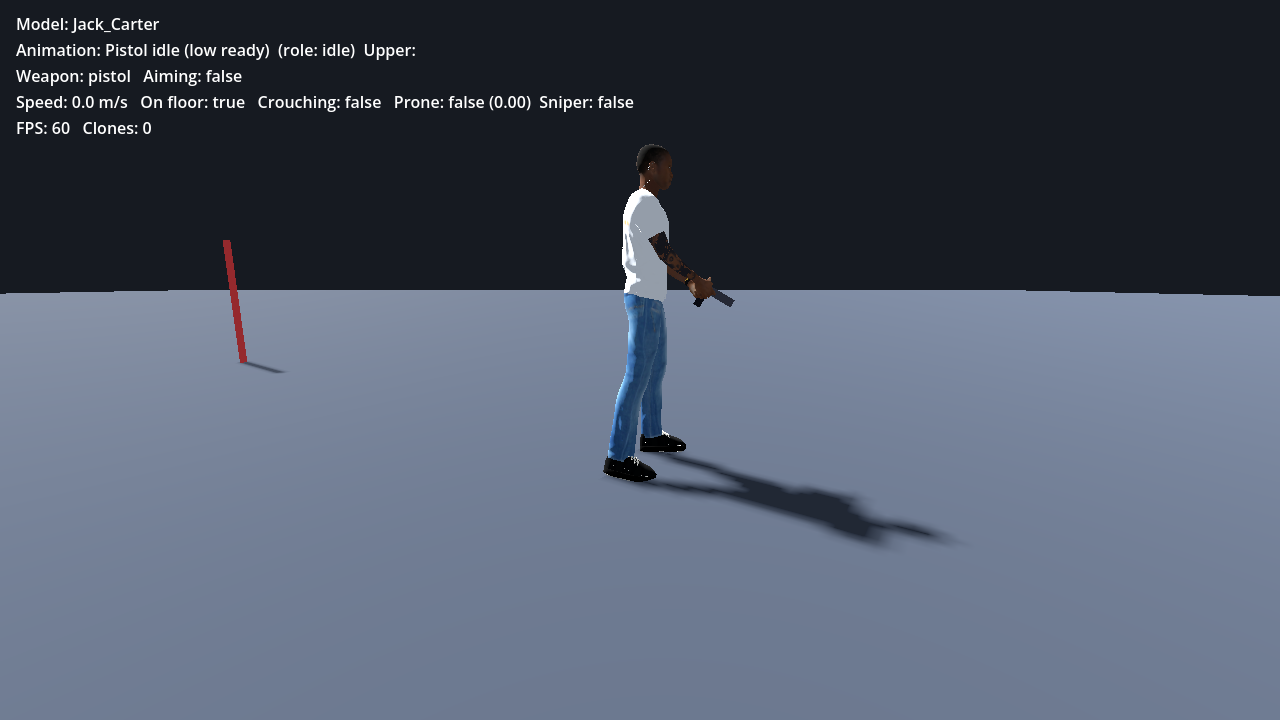 Model: Jack_Carter
Animation: Pistol idle (low ready)  (role: idle)  Upper:
Weapon: pistol   Aiming: false
Speed: 0.0 m/s   On floor: true   Crouching: false   Prone: false (0.00)  Sniper: false
FPS: 60   Clones: 0